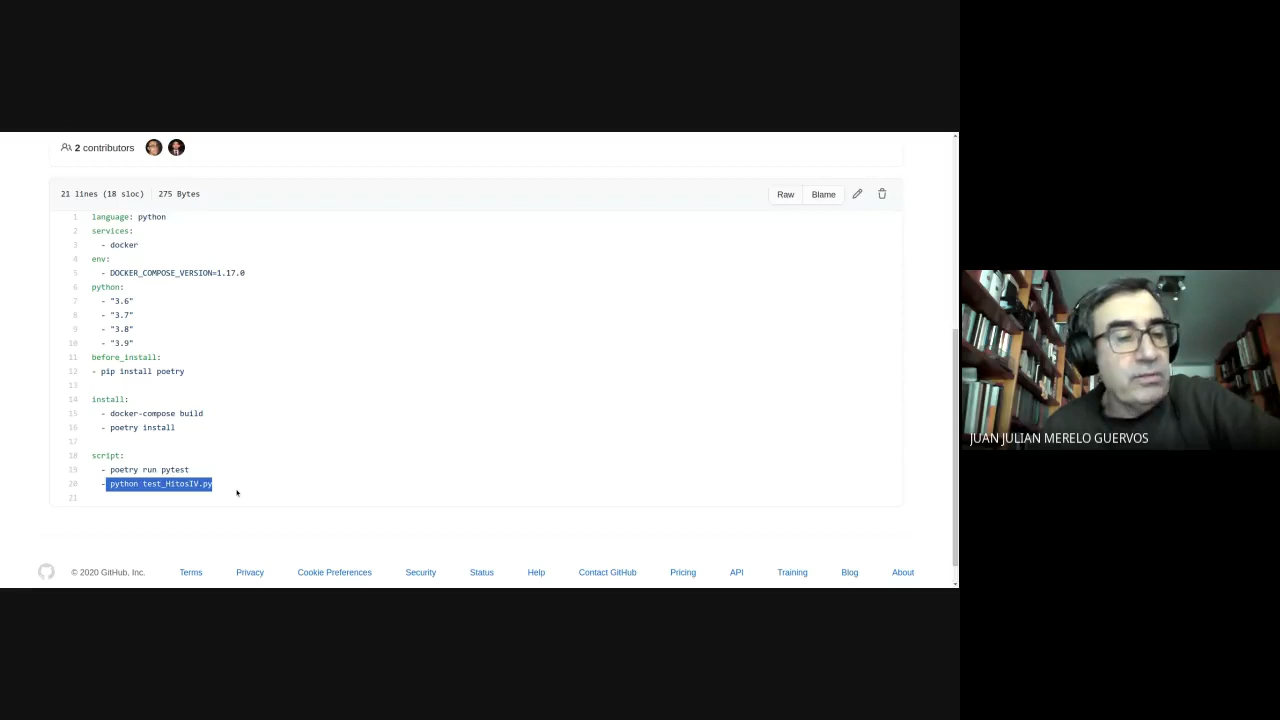 2 contributors
21 lines (18 sloc) 275 Bytes
Raw Blame
1 language: python
2 services:
3 - docker
4 env:
5 - DOCKER_COMPOSE_VERSION=1.17.0
6 python:
7 - "3.6"
8 - "3.7"
9 - "3.8"
10 - "3.9"
11 before_install:
12 - pip install poetry
13
14 install:
15 - docker-compose build
16 - poetry install
17
18 script:
19 - poetry run pytest
20 - python test_HitosIV.py
21
© 2020 GitHub, Inc. Terms Privacy Cookie Preferences Security Status Help Contact GitHub Pricing API Training Blog About
JUAN JULIAN MERELO GUERVOS